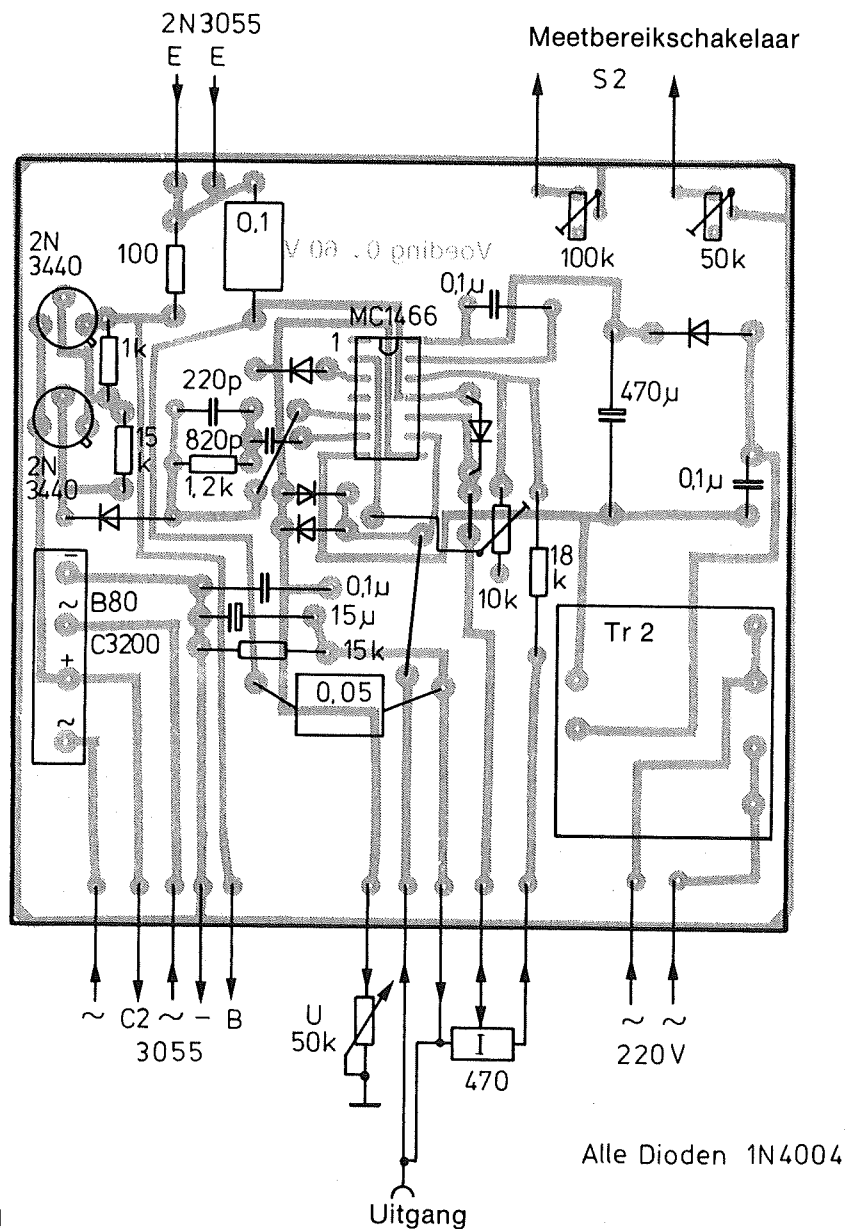 2N3055
E E
Meetbereikschakelaar
S2
2N
3440
100
0,1
Voeding 0. 60 V
100k
50k
0,1µ
MC1466
1
1k
220p
470µ
820p
15
k
2N
3440
1,2k
0,1µ
−
~
B80
C3200
+
~
0,1µ
15µ
15k
10k
18
k
Tr 2
0,05
~ C2 ~ − B
3055
U
50k
I
470
~ ~
220V
Alle Dioden 1N4004
Uitgang